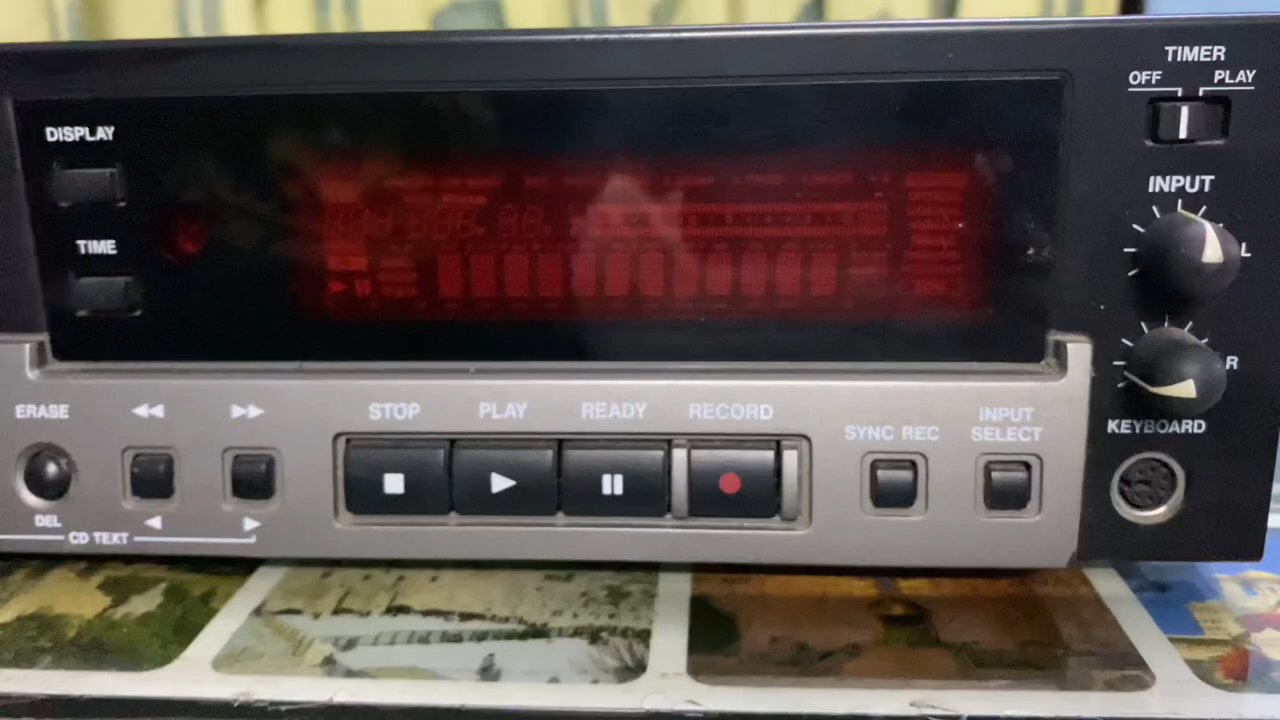 TIMER
OFF PLAY
DISPLAY
INPUT
TIME
L
R
ERASE
STOP PLAY READY RECORD
SYNC REC
INPUT SELECT
KEYBOARD
DEL
CD TEXT